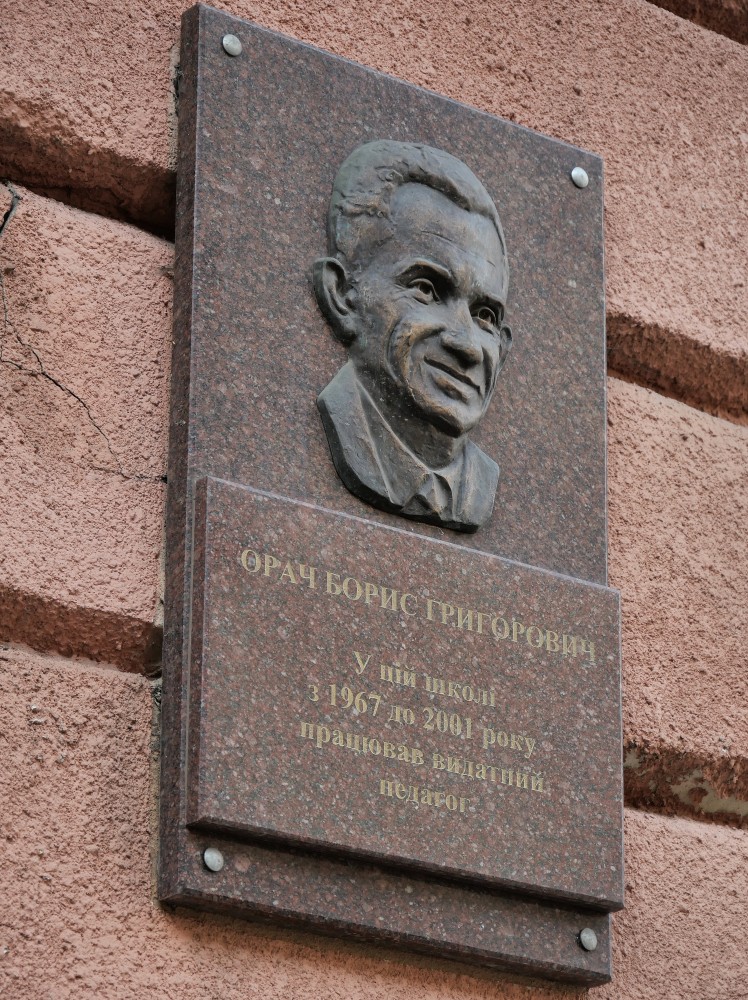 ОРАЧ БОРИС ГРИГОРОВИЧ
У цій школі
з 1967 до 2001 року
працював видатний
педагог